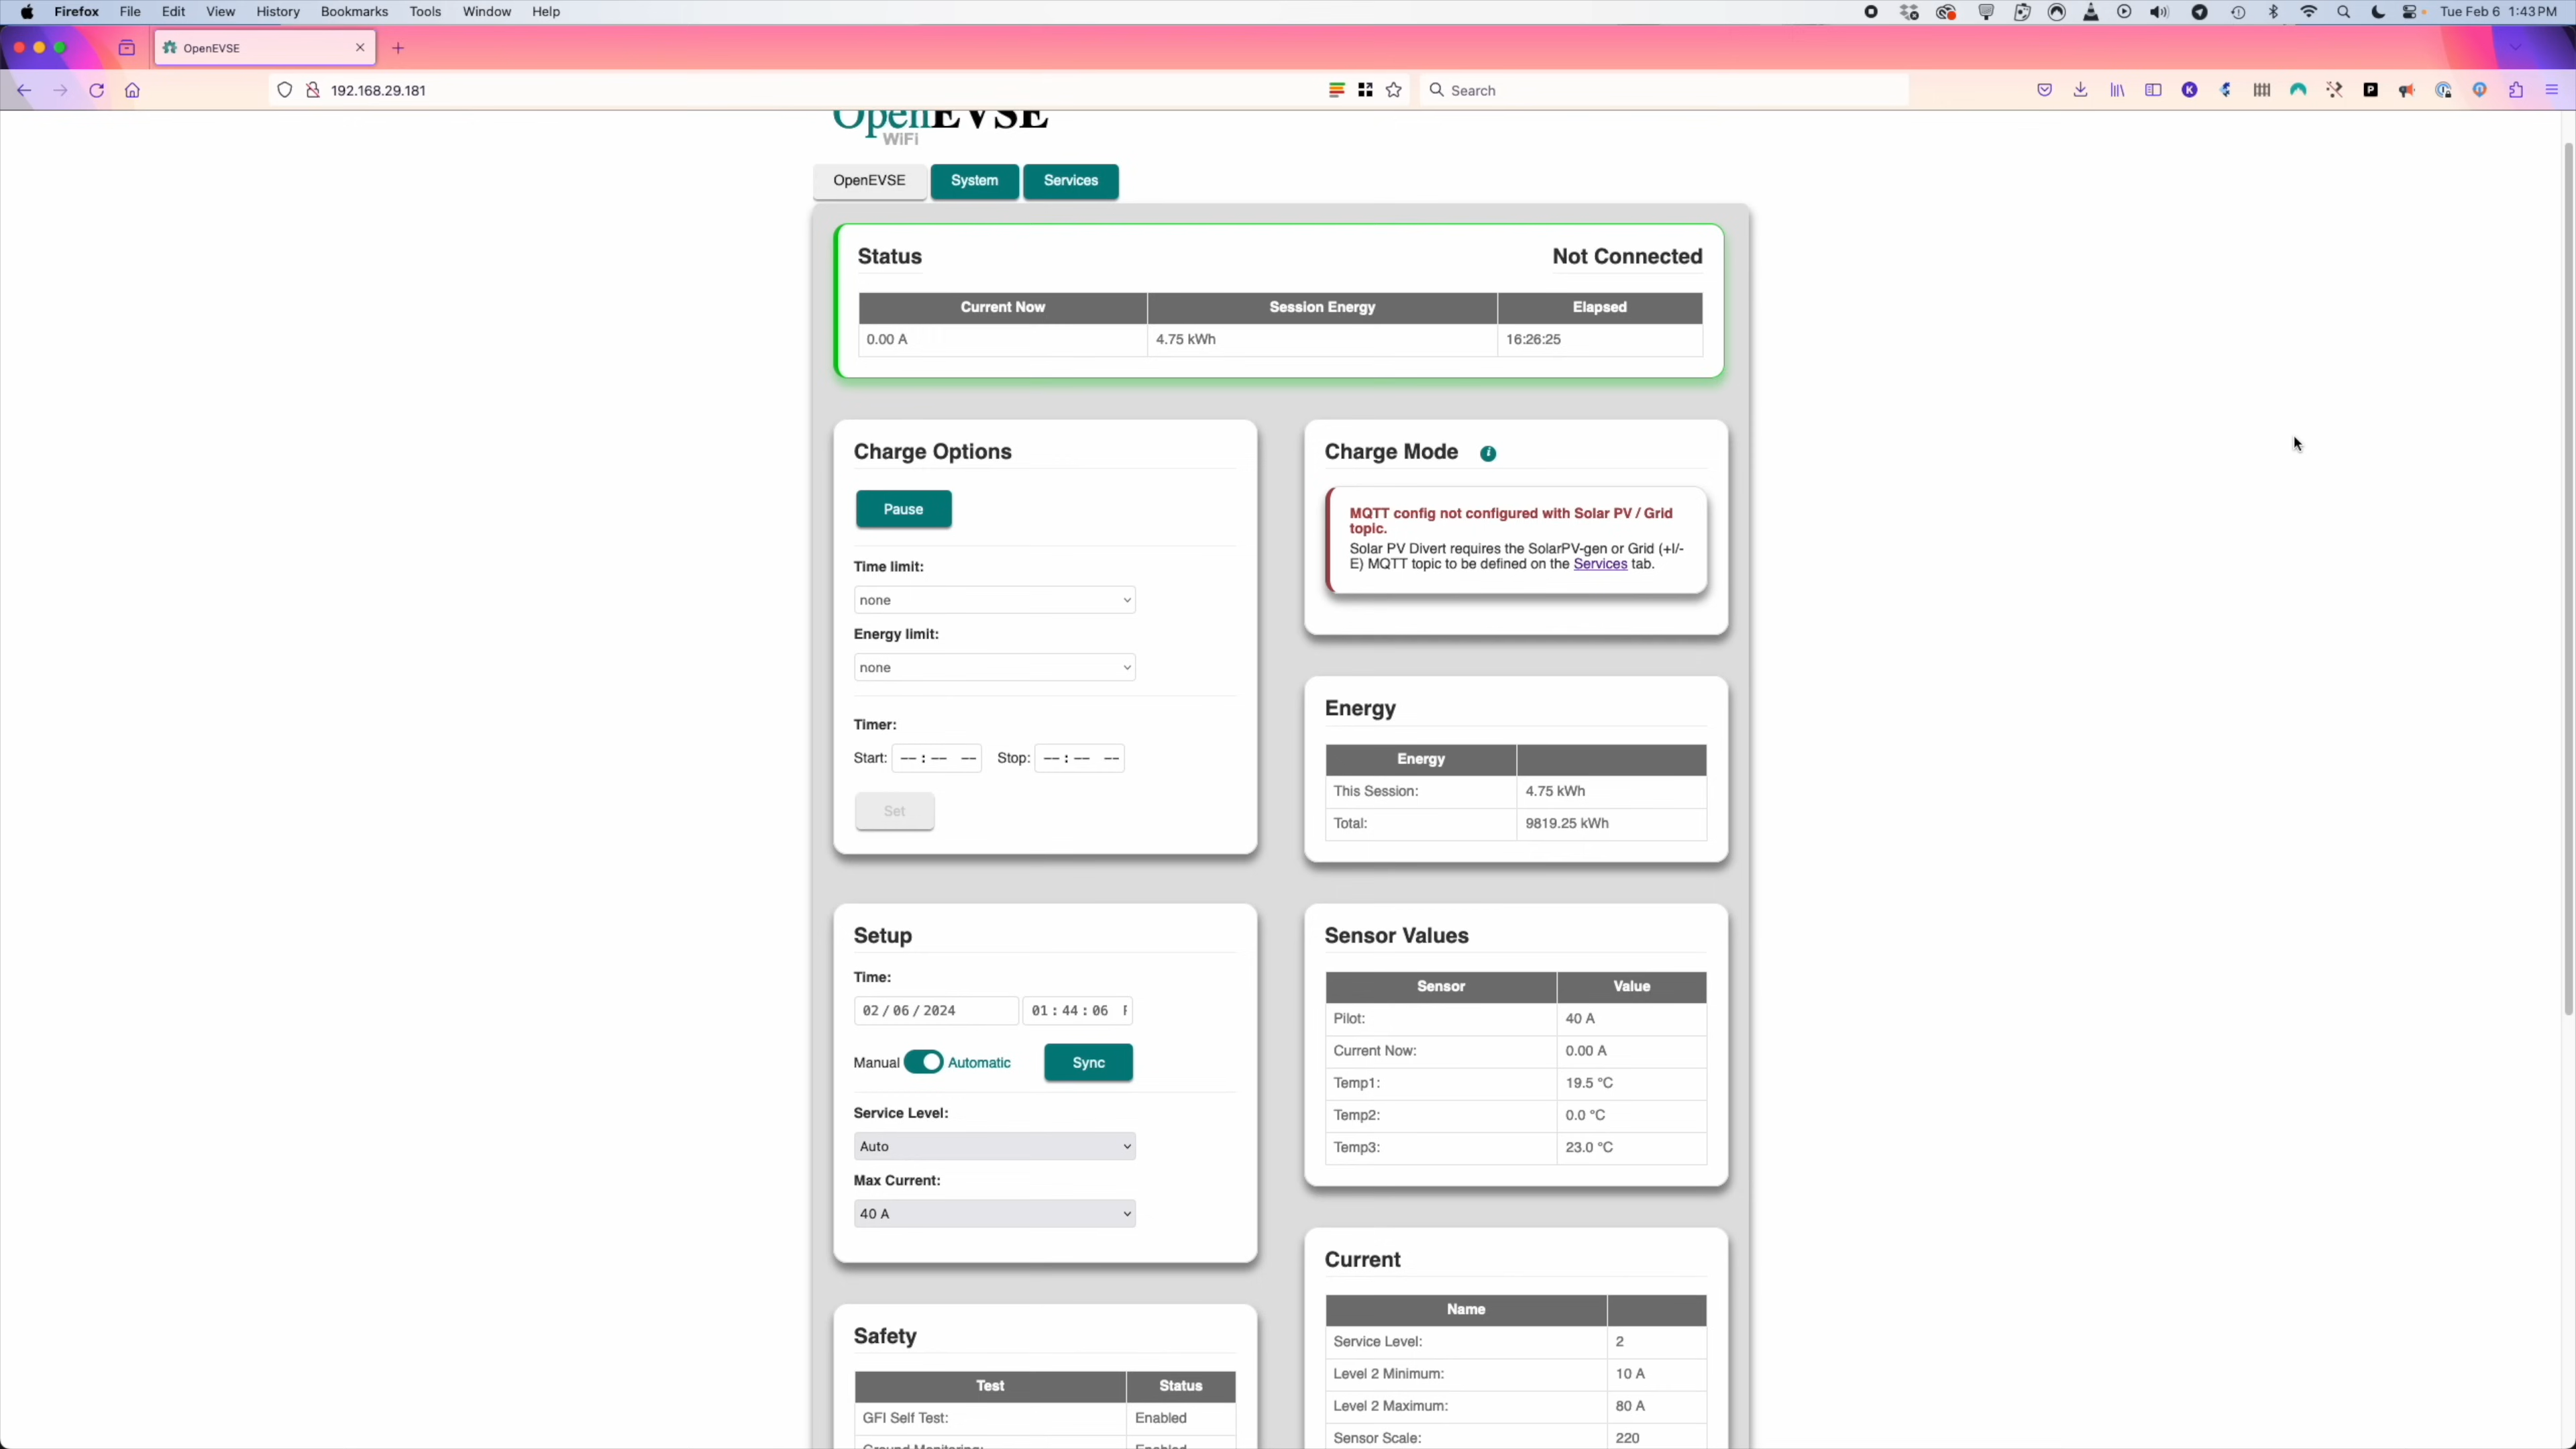 Firefox File Edit View History Bookmarks Tools Window Help
Tue Feb 6 1:43 PM
OpenEVSE
192.168.29.181
Search
OpenEVSE
WiFi
OpenEVSE System Services
Status Not Connected
Current Now Session Energy Elapsed
0.00 A 4.75 kWh 16:26:25
Charge Options
Pause
Time limit:
none
Energy limit:
none
Timer:
Start: --:-- -- Stop: --:-- --
Set
Charge Mode i
MQTT config not configured with Solar PV / Grid
topic.
Solar PV Divert requires the SolarPV-gen or Grid (+I/-
E) MQTT topic to be defined on the Services tab.
Energy
Energy
This Session: 4.75 kWh
Total: 9819.25 kWh
Setup
Time:
02/06/2024 01:44:06
Manual Automatic Sync
Service Level:
Auto
Max Current:
40 A
Sensor Values
Sensor Value
Pilot: 40 A
Current Now: 0.00 A
Temp1: 19.5 °C
Temp2: 0.0 °C
Temp3: 23.0 °C
Safety
Test Status
GFI Self Test: Enabled
Ground Monitoring: Enabled
Current
Name
Service Level: 2
Level 2 Minimum: 10 A
Level 2 Maximum: 80 A
Sensor Scale: 220